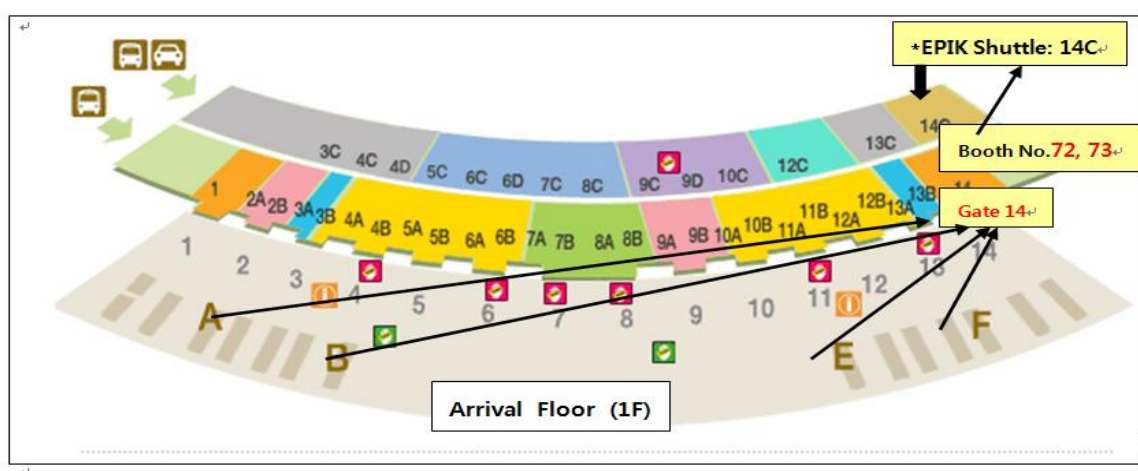 *EPIK Shuttle: 14C
3C 4C 4D 5C 6C 6D 7C 8C 9C 9D 10C 12C 13C 14C
Booth No.72, 73
1 2A 2B 3A 3B 4A 4B 5A 5B 6A 6B 7A 7B 8A 8B 9A 9B 10A 10B 11A 11B 12A 12B 13A 13B 14
Gate 14
1 2 3 4 5 6 7 8 9 10 11 12 13 14
A B E F
Arrival Floor (1F)